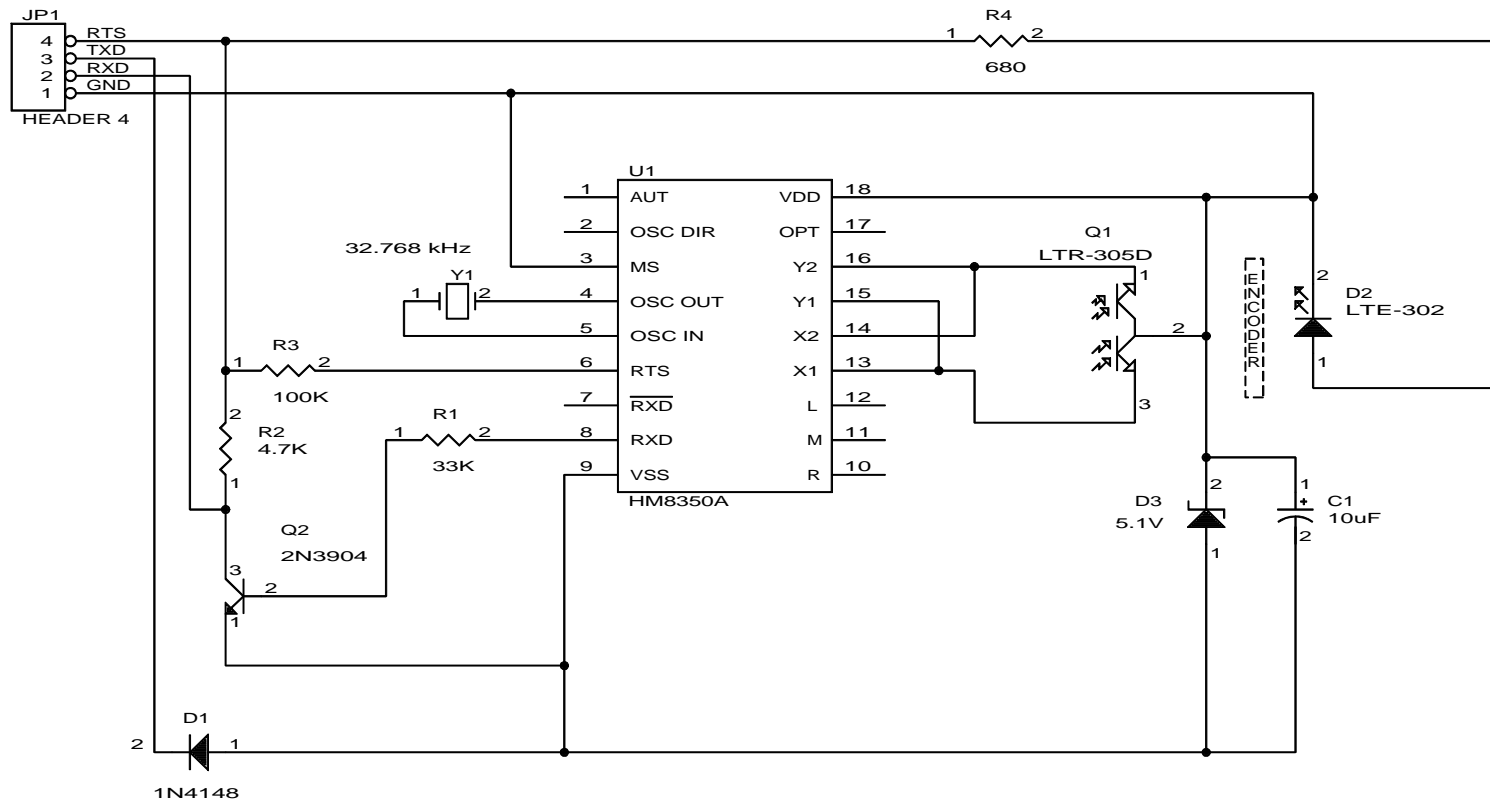 JP1
4 RTS
3 TXD
2 RXD
1 GND
HEADER 4
R4
1 2
680
U1
1 AUT
2 OSC DIR
3 MS
4 OSC OUT
5 OSC IN
6 RTS
7 RXD
8 RXD
9 VSS
VDD 18
OPT 17
Y2 16
Y1 15
X2 14
X1 13
L 12
M 11
R 10
HM8350A
32.768 kHz
Y1
1 2
R3
1 2
100K
2
R2
4.7K
1
R1
1 2
33K
Q2
2N3904
3
2
1
D1
2 1
1N4148
Q1
LTR-305D
1
2
3
ENCODER
2
D2
LTE-302
1
2
D3
5.1V
1
1
+
C1
10uF
2